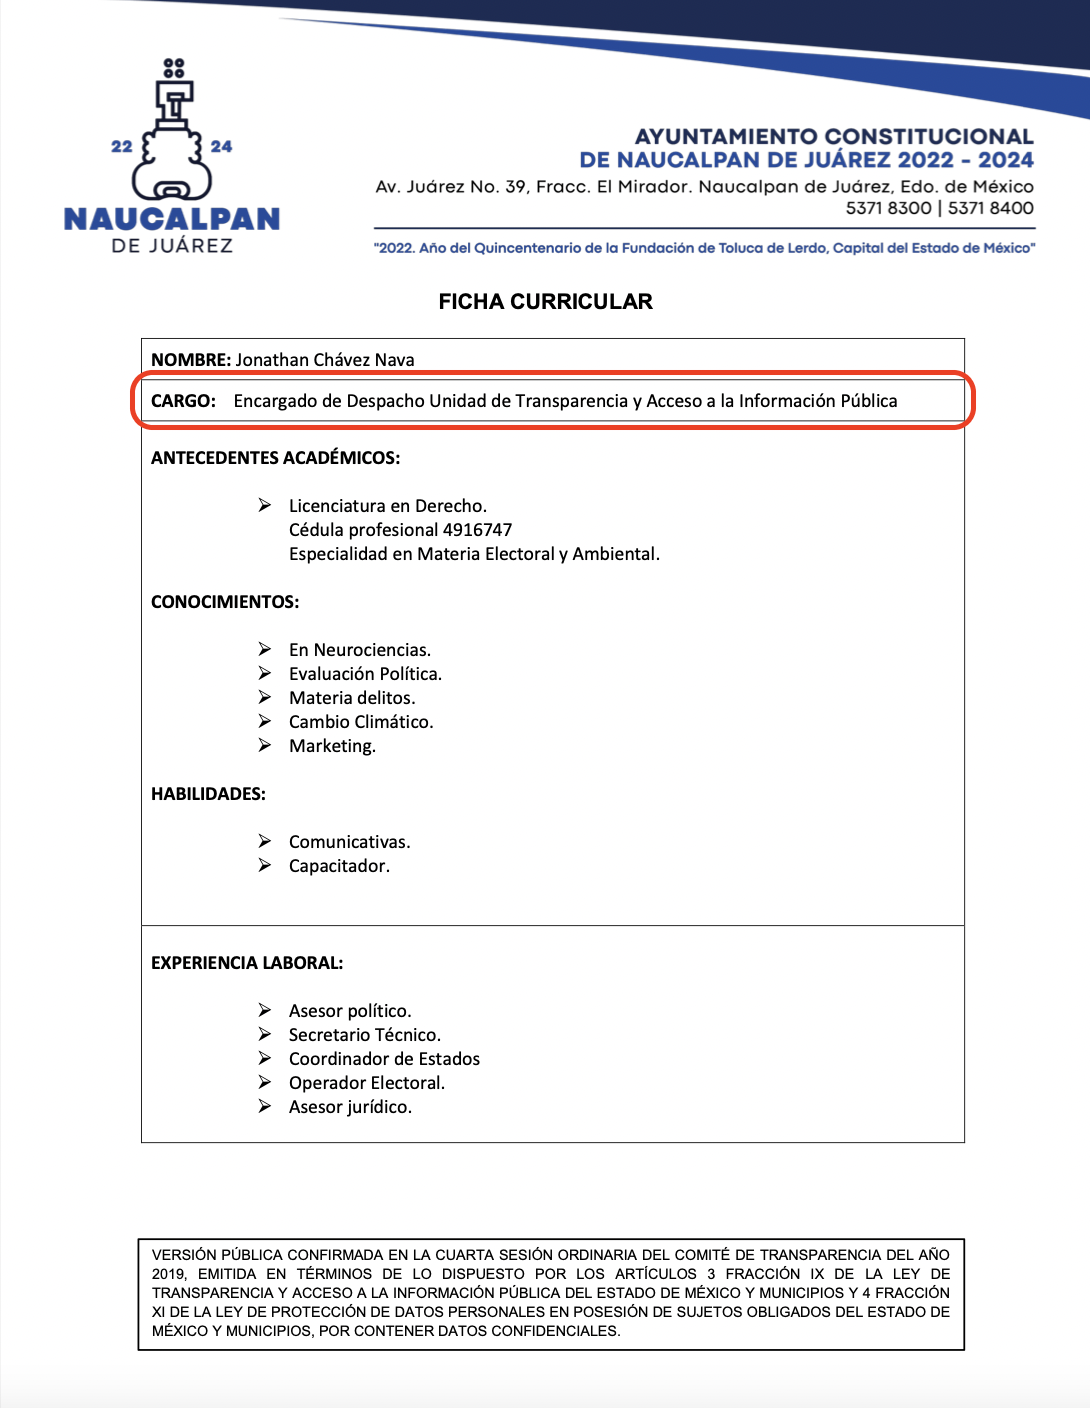 22 24
NAUCALPAN
DE JUÁREZ
AYUNTAMIENTO CONSTITUCIONAL
DE NAUCALPAN DE JUÁREZ 2022 - 2024
Av. Juárez No. 39, Fracc. El Mirador. Naucalpan de Juárez, Edo. de México
5371 8300 | 5371 8400
"2022. Año del Quincentenario de la Fundación de Toluca de Lerdo, Capital del Estado de México"
FICHA CURRICULAR
NOMBRE: Jonathan Chávez Nava
CARGO: Encargado de Despacho Unidad de Transparencia y Acceso a la Información Pública
ANTECEDENTES ACADÉMICOS:
➢ Licenciatura en Derecho.
Cédula profesional 4916747
Especialidad en Materia Electoral y Ambiental.
CONOCIMIENTOS:
➢ En Neurociencias.
➢ Evaluación Política.
➢ Materia delitos.
➢ Cambio Climático.
➢ Marketing.
HABILIDADES:
➢ Comunicativas.
➢ Capacitador.
EXPERIENCIA LABORAL:
➢ Asesor político.
➢ Secretario Técnico.
➢ Coordinador de Estados
➢ Operador Electoral.
➢ Asesor jurídico.
VERSIÓN PÚBLICA CONFIRMADA EN LA CUARTA SESIÓN ORDINARIA DEL COMITÉ DE TRANSPARENCIA DEL AÑO
2019, EMITIDA EN TÉRMINOS DE LO DISPUESTO POR LOS ARTÍCULOS 3 FRACCIÓN IX DE LA LEY DE
TRANSPARENCIA Y ACCESO A LA INFORMACIÓN PÚBLICA DEL ESTADO DE MÉXICO Y MUNICIPIOS Y 4 FRACCIÓN
XI DE LA LEY DE PROTECCIÓN DE DATOS PERSONALES EN POSESIÓN DE SUJETOS OBLIGADOS DEL ESTADO DE
MÉXICO Y MUNICIPIOS, POR CONTENER DATOS CONFIDENCIALES.